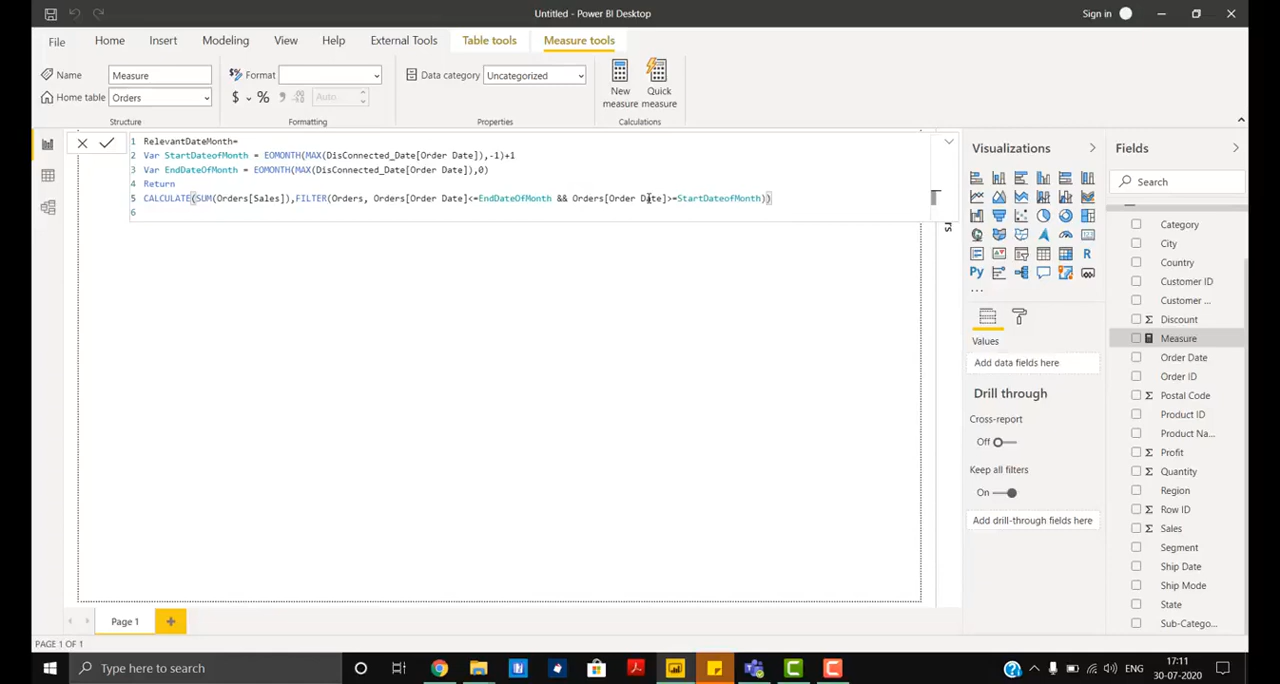 Untitled - Power BI Desktop
Sign in
File Home Insert Modeling View Help External Tools Table tools Measure tools
Name Measure
Home table Orders
Structure
Format
$ % Auto
Formatting
Data category Uncategorized
Properties
New measure
Quick measure
Calculations
1 RelevantDateMonth=
2 Var StartDateofMonth = EOMONTH(MAX(DisConnected_Date[Order Date]),-1)+1
3 Var EndDateOfMonth = EOMONTH(MAX(DisConnected_Date[Order Date]),0)
4 Return
5 CALCULATE(SUM(Orders[Sales]),FILTER(Orders, Orders[Order Date]<=EndDateOfMonth && Orders[Order Date]>=StartDateofMonth))
6
Visualizations
R
Py
...
Values
Add data fields here
Drill through
Cross-report
Off
Keep all filters
On
Add drill-through fields here
Fields
Search
Category
City
Country
Customer ID
Customer ...
Discount
Measure
Order Date
Order ID
Postal Code
Product ID
Product Na...
Profit
Quantity
Region
Row ID
Sales
Segment
Ship Date
Ship Mode
State
Sub-Catego...
Page 1
PAGE 1 OF 1
Type here to search
ENG
17:11
30-07-2020